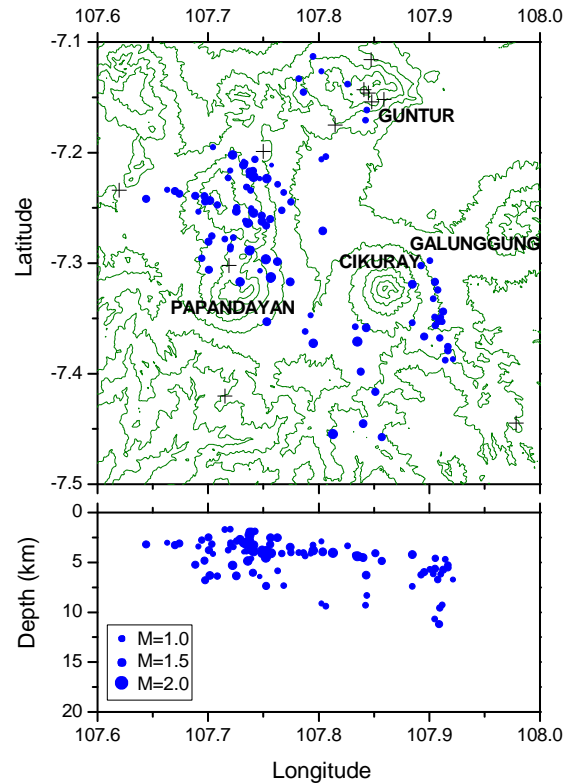 107.6 107.7 107.8 107.9 108.0
-7.1
GUNTUR
-7.2
Latitude
GALUNGGUNG
-7.3
CIKURAY
PAPANDAYAN
-7.4
-7.5
0
5
Depth (km)
10
M=1.0
15
M=1.5
M=2.0
20
107.6 107.7 107.8 107.9 108.0
Longitude